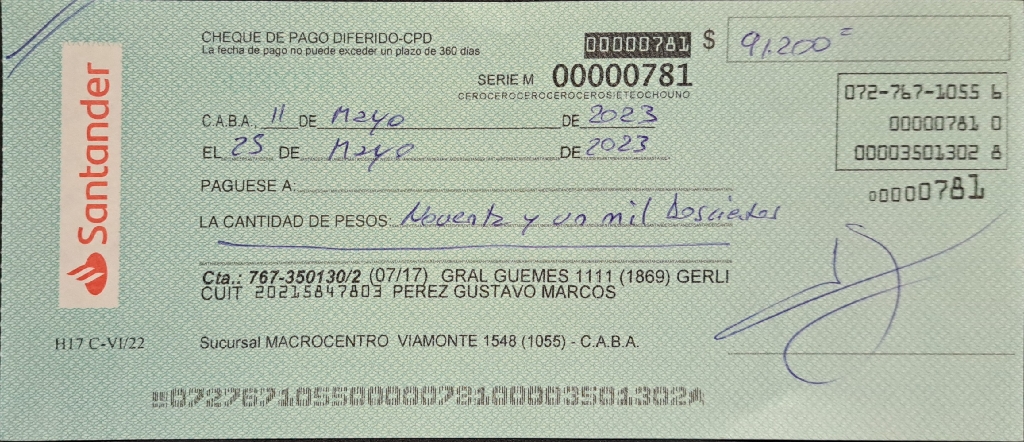 Santander
CHEQUE DE PAGO DIFERIDO-CPD
La fecha de pago no puede exceder un plazo de 360 días
00000781 $ 91.200=
SERIE M 00000781
CEROCEROCEROCEROCEROSIETEOCHOUNO
072-767-1055 6
00000781 0
00003501302 8
00000781
C.A.B.A., 11 DE Mayo DE 2023
EL 25 DE Mayo DE 2023
PAGUESE A:
LA CANTIDAD DE PESOS: Noventa y un mil Doscientos
Cta.: 767-350130/2 (07/17) GRAL GUEMES 1111 (1869) GERLI
CUIT 20215847803 PEREZ GUSTAVO MARCOS
H17 C-VI/22
Sucursal MACROCENTRO VIAMONTE 1548 (1055) - C.A.B.A.